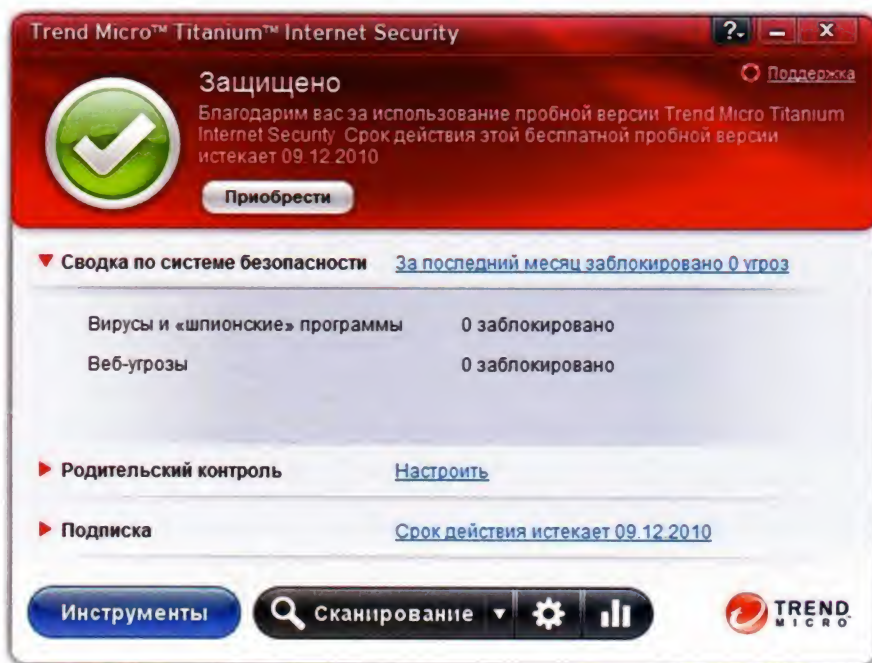 Trend Micro™ Titanium™ Internet Security
?
Защищено
Поддержка
Благодарим вас за использование пробной версии Trend Micro Titanium
Internet Security Срок действия этой бесплатной пробной версии
истекает 09.12.2010
Приобрести
Сводка по системе безопасности За последний месяц заблокировано 0 угроз
Вирусы и «шпионские» программы 0 заблокировано
Веб-угрозы 0 заблокировано
Родительский контроль Настроить
Подписка Срок действия истекает 09.12.2010
Инструменты Сканирование
TREND
MICRO